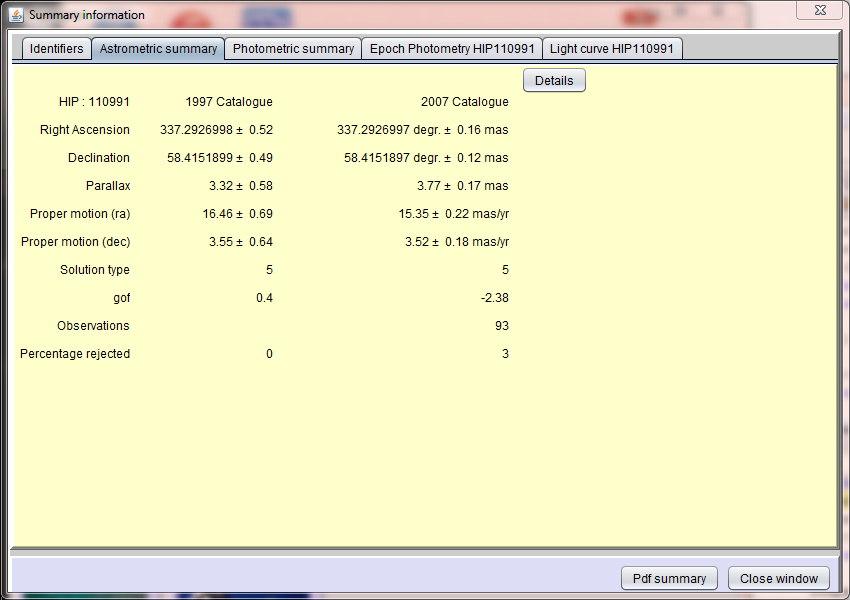 Summary information
Identifiers Astrometric summary Photometric summary Epoch Photometry HIP110991 Light curve HIP110991
Details
HIP : 110991 1997 Catalogue 2007 Catalogue
Right Ascension 337.2926998 ± 0.52 337.2926997 degr. ± 0.16 mas
Declination 58.4151899 ± 0.49 58.4151897 degr. ± 0.12 mas
Parallax 3.32 ± 0.58 3.77 ± 0.17 mas
Proper motion (ra) 16.46 ± 0.69 15.35 ± 0.22 mas/yr
Proper motion (dec) 3.55 ± 0.64 3.52 ± 0.18 mas/yr
Solution type 5 5
gof 0.4 -2.38
Observations 93
Percentage rejected 0 3
Pdf summary Close window